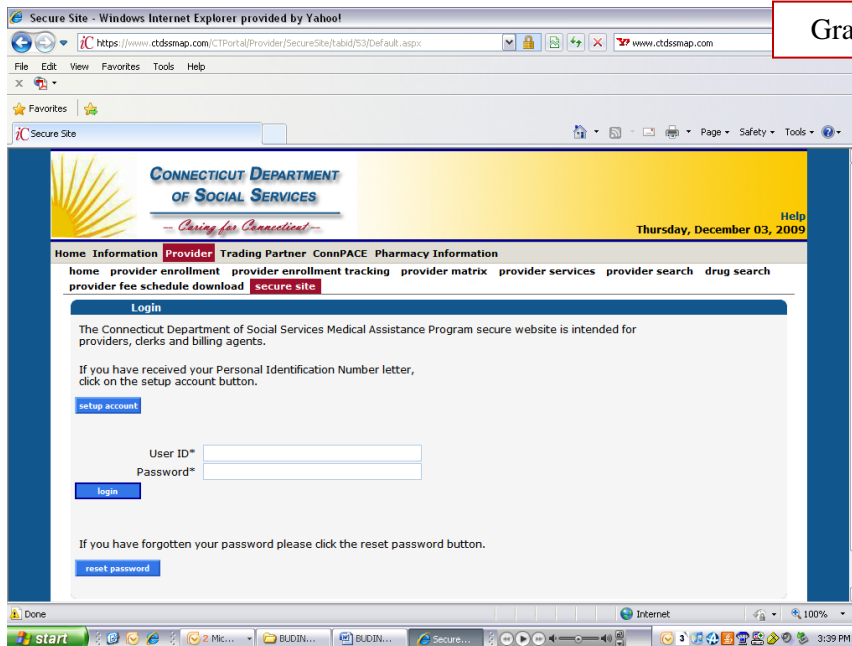 Secure Site - Windows Internet Explorer provided by Yahoo!
Gra
https://www.ctdssmap.com/CTPortal/Provider/SecureSite/tabid/53/Default.aspx
www.ctdssmap.com
File Edit View Favorites Tools Help
Favorites
Secure Site
Page Safety Tools
CONNECTICUT DEPARTMENT
OF SOCIAL SERVICES
-- Caring for Connecticut --
Help
Thursday, December 03, 2009
Home Information Provider Trading Partner ConnPACE Pharmacy Information
home provider enrollment provider enrollment tracking provider matrix provider services provider search drug search
provider fee schedule download secure site
Login
The Connecticut Department of Social Services Medical Assistance Program secure website is intended for
providers, clerks and billing agents.
If you have received your Personal Identification Number letter,
click on the setup account button.
setup account
User ID*
Password*
login
If you have forgotten your password please click the reset password button.
reset password
Done
Internet
100%
start
2 Mic...
BUDIN...
BUDIN...
Secure...
3
3:39 PM